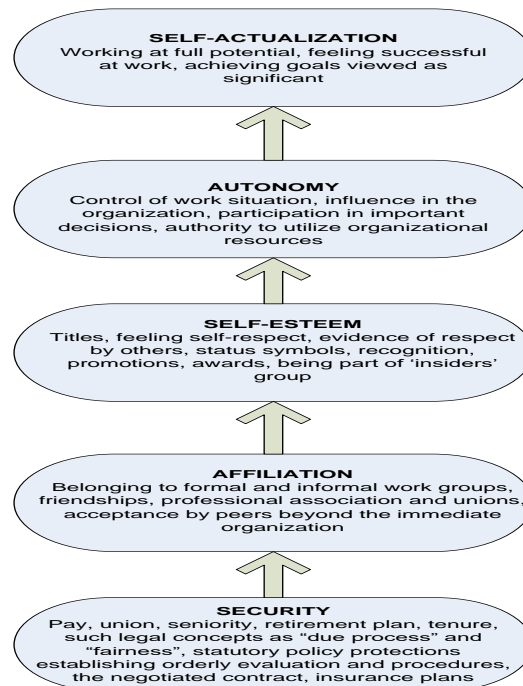 SELF-ACTUALIZATION
Working at full potential, feeling successful
at work, achieving goals viewed as
significant
AUTONOMY
Control of work situation, influence in the
organization, participation in important
decisions, authority to utilize organizational
resources
SELF-ESTEEM
Titles, feeling self-respect, evidence of respect
by others, status symbols, recognition,
promotions, awards, being part of ‘insiders’
group
AFFILIATION
Belonging to formal and informal work groups,
friendships, professional association and unions,
acceptance by peers beyond the immediate
organization
SECURITY
Pay, union, seniority, retirement plan, tenure,
such legal concepts as “due process” and
“fairness”, statutory policy protections
establishing orderly evaluation and procedures,
the negotiated contract, insurance plans